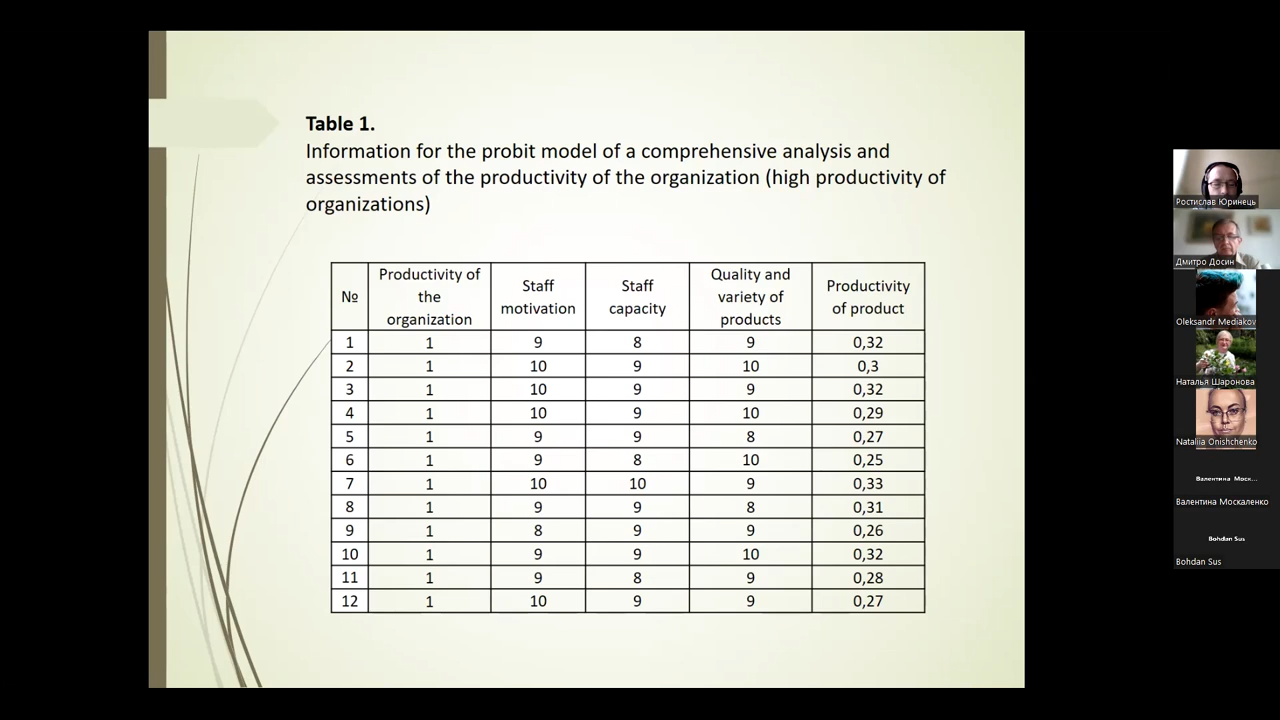 Table 1.
Information for the probit model of a comprehensive analysis and
assessments of the productivity of the organization (high productivity of
organizations)
№ Productivity of the organization Staff motivation Staff capacity Quality and variety of products Productivity of product
1 1 9 8 9 0,32
2 1 10 9 10 0,3
3 1 10 9 9 0,32
4 1 10 9 10 0,29
5 1 9 9 8 0,27
6 1 9 8 10 0,25
7 1 10 10 9 0,33
8 1 9 9 8 0,31
9 1 8 9 9 0,26
10 1 9 9 10 0,32
11 1 9 8 9 0,28
12 1 10 9 9 0,27
Ростислав Юринець
Дмитро Досин
Oleksandr Mediakov
Наталья Шаронова
Nataliia Onishchenko
Валентина Моск...
Валентина Москаленко
Bohdan Sus
Bohdan Sus